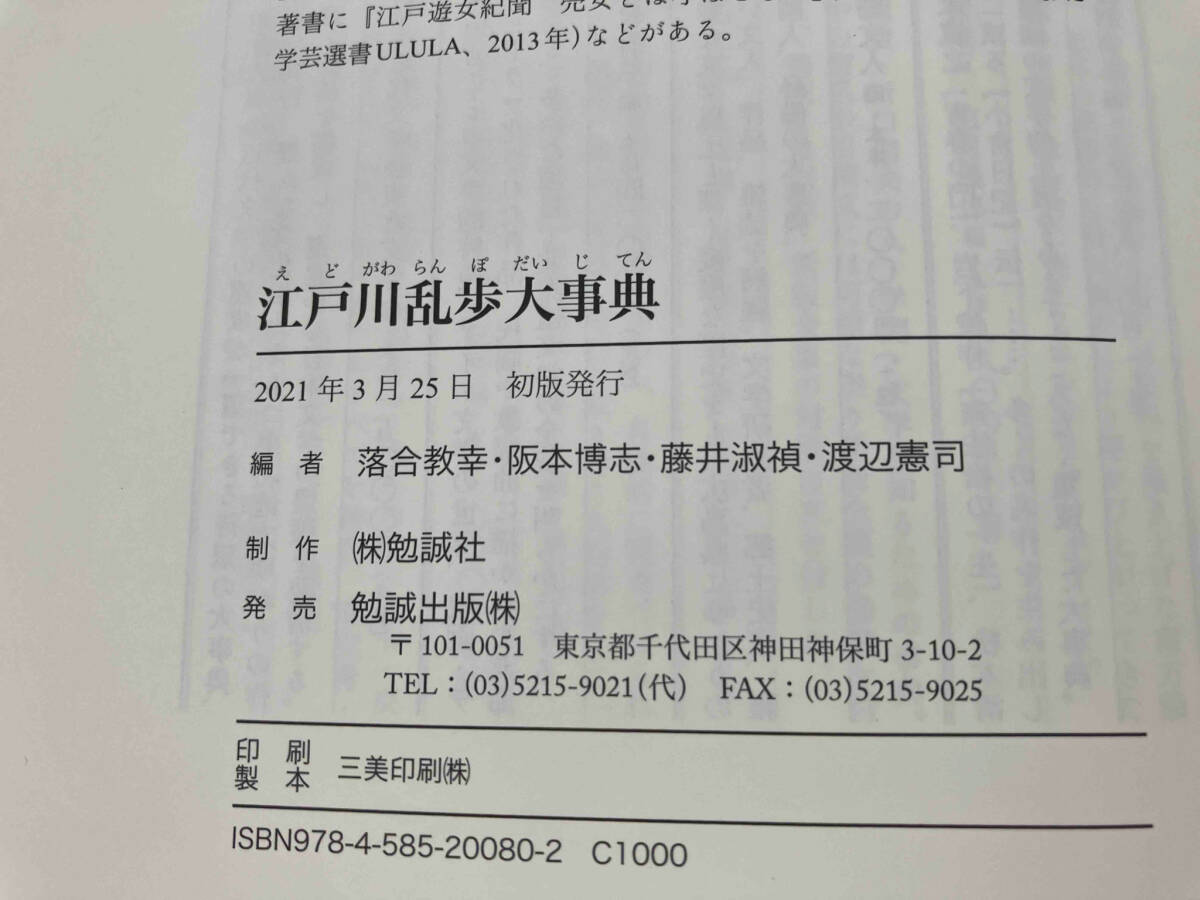 著書に『江戸遊女紀聞
学芸選書ULULA、2013年)などがある。
えどがわらんぽだいじてん
江戸川乱歩大事典
2021年3月25日 初版発行
編者 落合教幸・阪本博志・藤井淑禎・渡辺憲司
制作 ㈱勉誠社
発売 勉誠出版㈱
〒101-0051 東京都千代田区神田神保町 3-10-2
TEL:(03)5215-9021(代) FAX:(03)5215-9025
印刷
製本 三美印刷㈱
ISBN978-4-585-20080-2 C1000